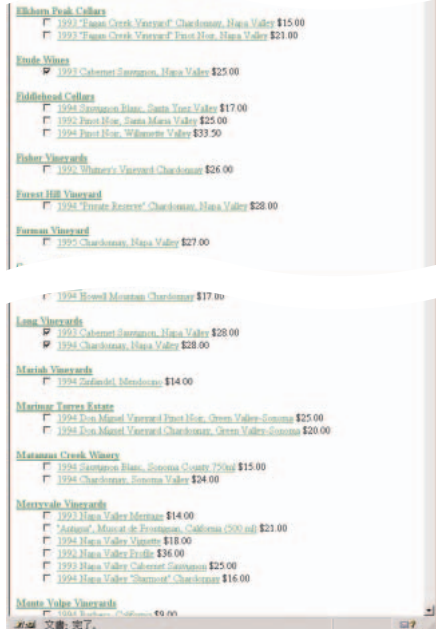 Elkhorn Peak Cellars
1993 "Fagan Creek Vineyard" Chardonnay, Napa Valley $15.00
1993 "Fagan Creek Vineyard" Pinot Noir, Napa Valley $21.00
Etude Wines
1993 Cabernet Sauvignon, Napa Valley $25.00
Fiddlehead Cellars
1994 Sauvignon Blanc, Santa Ynez Valley $17.00
1992 Pinot Noir, Santa Maria Valley $25.00
1994 Pinot Noir, Willamette Valley $33.50
Fisher Vineyards
1992 Whitney's Vineyard Chardonnay $26.00
Forest Hill Vineyard
1994 "Private Reserve" Chardonnay, Napa Valley $28.00
Forman Vineyard
1995 Chardonnay, Napa Valley $27.00
1994 Howell Mountain Chardonnay $17.00
Long Vineyards
1993 Cabernet Sauvignon, Napa Valley $28.00
1994 Chardonnay, Napa Valley $28.00
Mariah Vineyards
1994 Zinfandel, Mendocino $14.00
Marimar Torres Estate
1994 Don Miguel Vineyard Pinot Noir, Green Valley-Sonoma $25.00
1994 Don Miguel Vineyard Chardonnay, Green Valley-Sonoma $20.00
Matanzas Creek Winery
1994 Sauvignon Blanc, Sonoma County 750ml $15.00
1994 Chardonnay, Sonoma Valley $24.00
Merryvale Vineyards
1993 Napa Valley Meritage $14.00
"Antigua", Muscat de Frontignan, California (500 ml) $21.00
1994 Napa Valley Vignette $18.00
1992 Napa Valley Profile $36.00
1993 Napa Valley Cabernet Sauvignon $25.00
1994 Napa Valley "Starmont" Chardonnay $16.00
Monte Volpe Vineyards
1994 Barbera, California $9.00
文書: 完了.